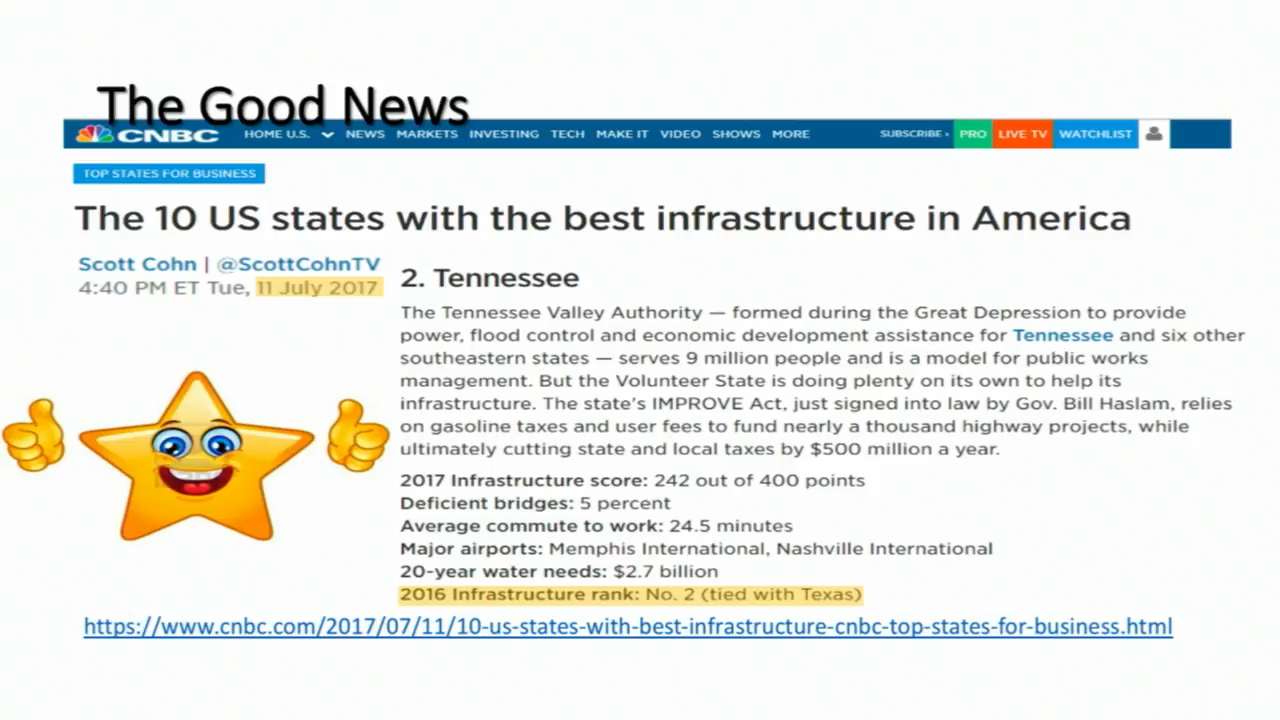 The Good News
CNBC HOME U.S. NEWS MARKETS INVESTING TECH MAKE IT VIDEO SHOWS MORE SUBSCRIBE PRO LIVE TV WATCHLIST
TOP STATES FOR BUSINESS
The 10 US states with the best infrastructure in America
Scott Cohn | @ScottCohnTV
4:40 PM ET Tue, 11 July 2017
2. Tennessee
The Tennessee Valley Authority — formed during the Great Depression to provide
power, flood control and economic development assistance for Tennessee and six other
southeastern states — serves 9 million people and is a model for public works
management. But the Volunteer State is doing plenty on its own to help its
infrastructure. The state's IMPROVE Act, just signed into law by Gov. Bill Haslam, relies
on gasoline taxes and user fees to fund nearly a thousand highway projects, while
ultimately cutting state and local taxes by $500 million a year.
2017 Infrastructure score: 242 out of 400 points
Deficient bridges: 5 percent
Average commute to work: 24.5 minutes
Major airports: Memphis International, Nashville International
20-year water needs: $2.7 billion
2016 Infrastructure rank: No. 2 (tied with Texas)
https://www.cnbc.com/2017/07/11/10-us-states-with-best-infrastructure-cnbc-top-states-for-business.html